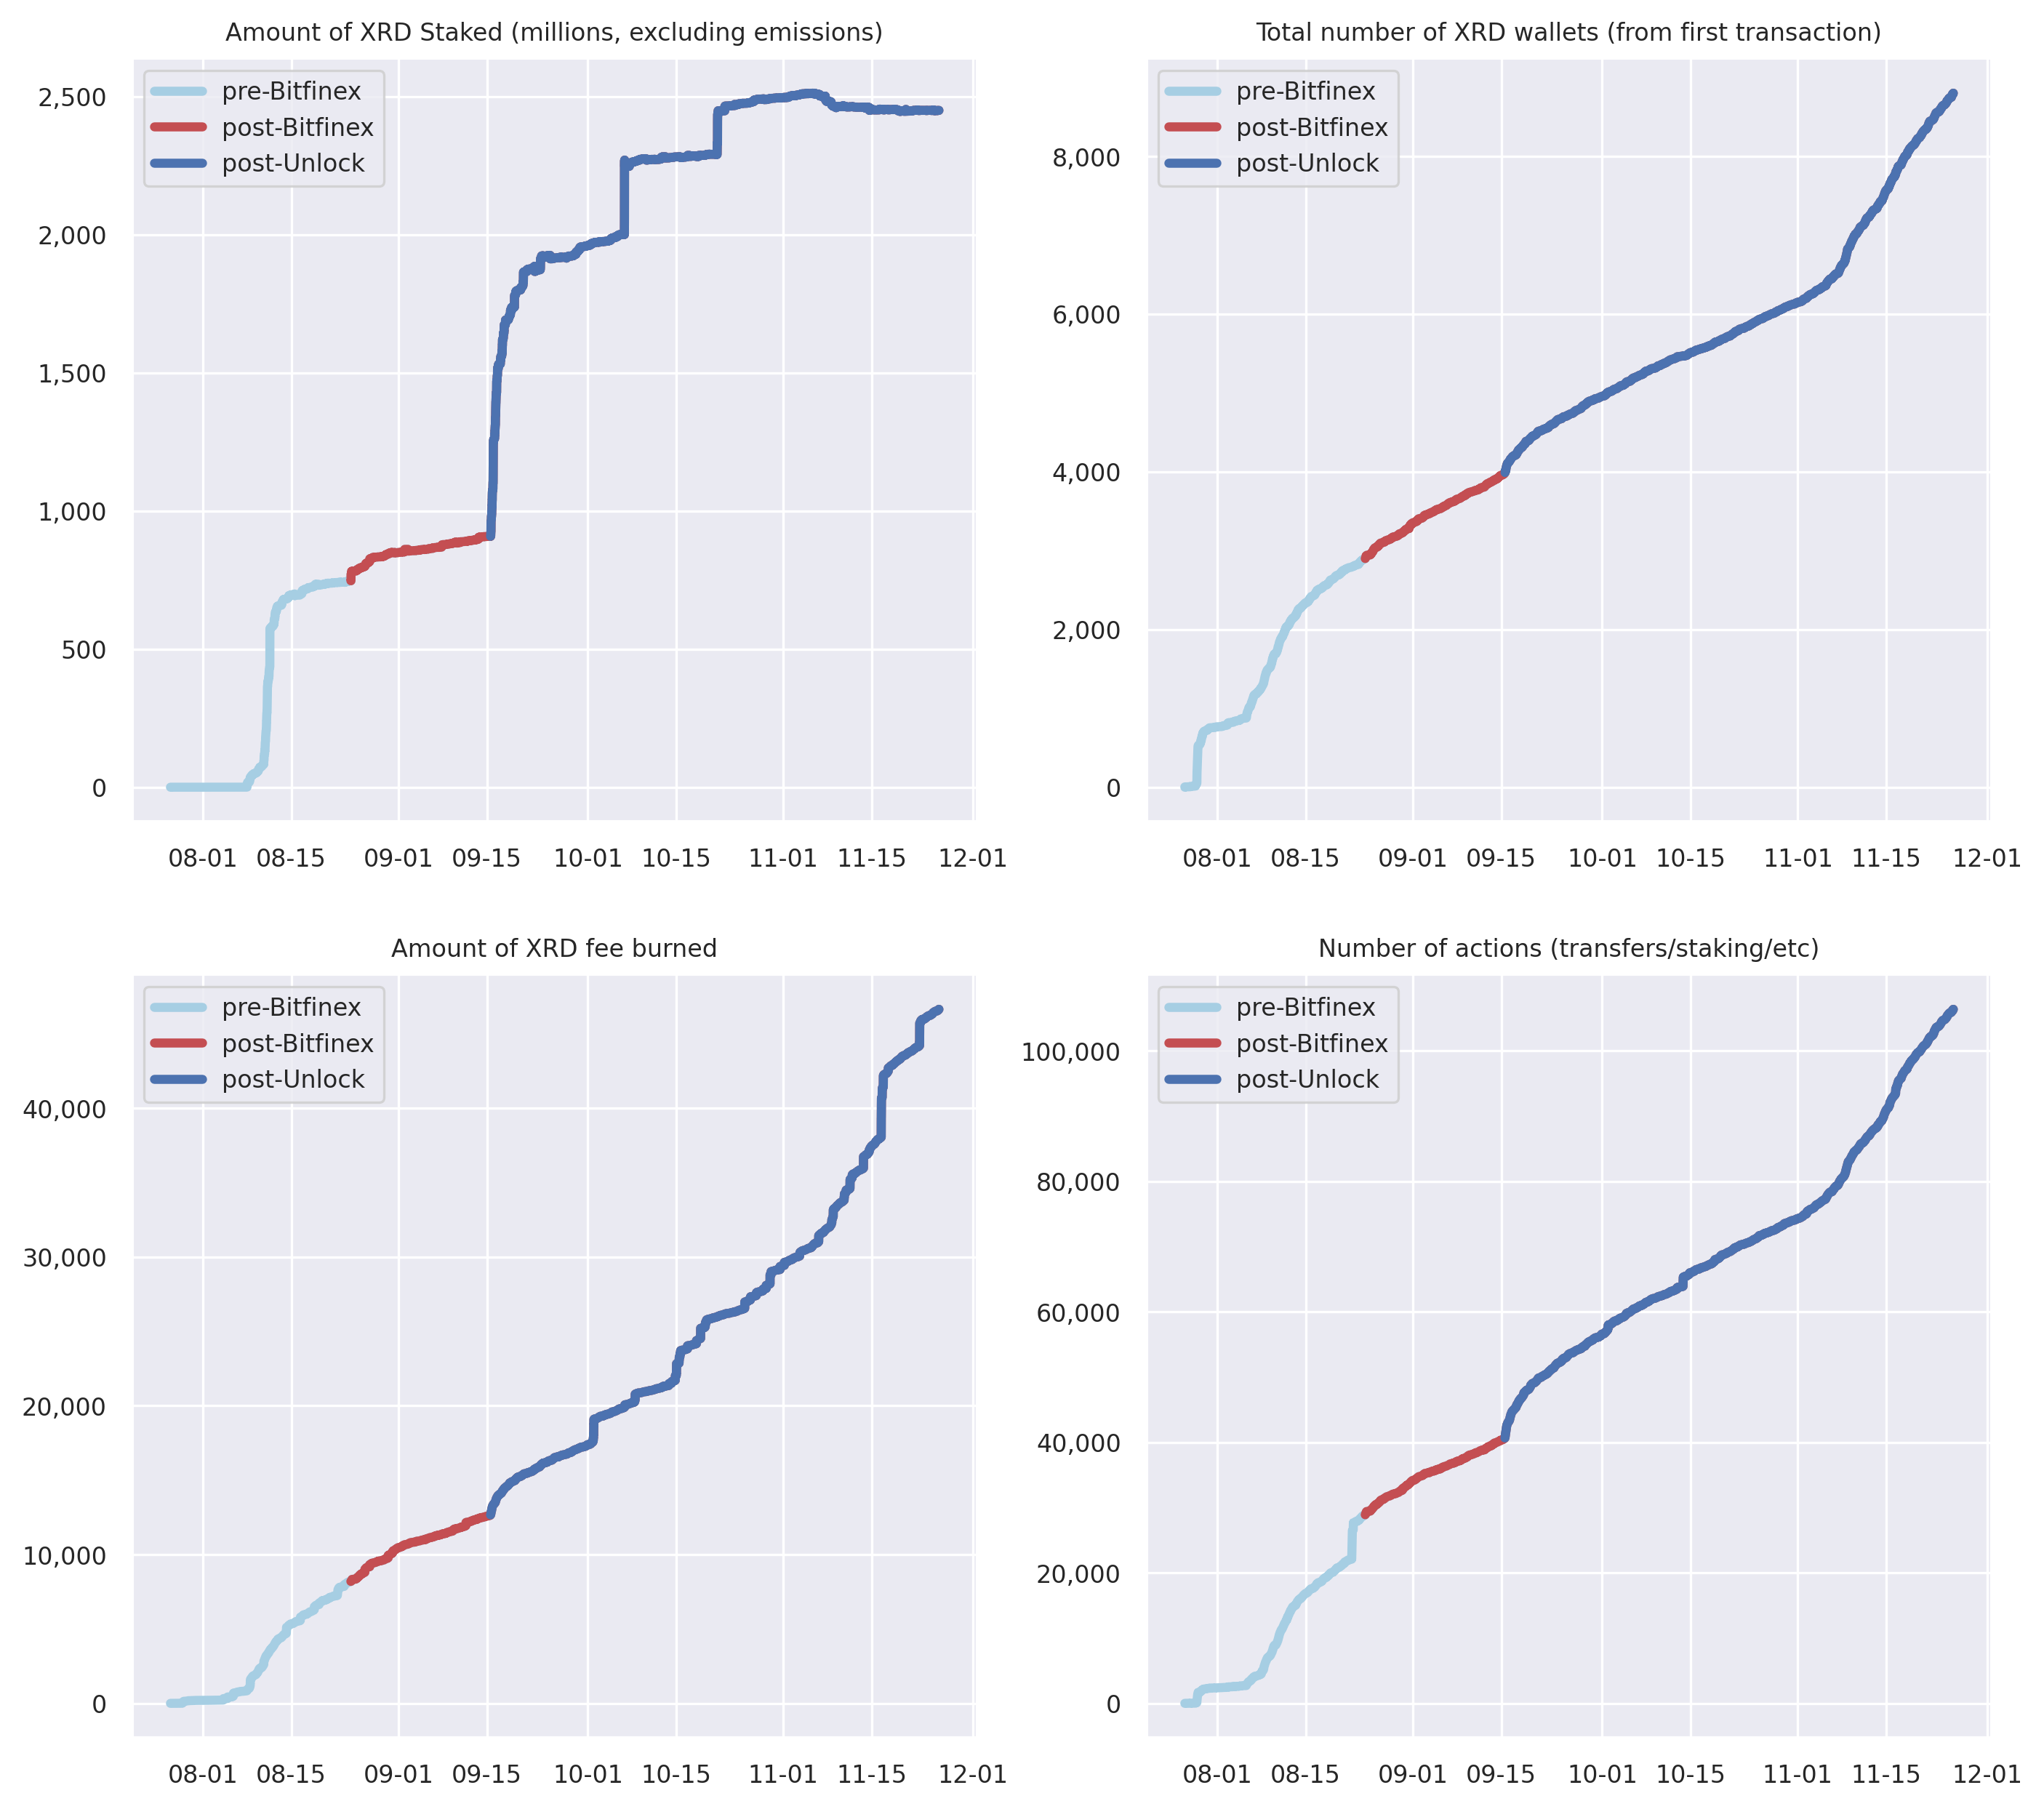 Amount of XRD Staked (millions, excluding emissions)
pre-Bitfinex
post-Bitfinex
post-Unlock
2,500
2,000
1,500
1,000
500
0
08-01 08-15 09-01 09-15 10-01 10-15 11-01 11-15 12-01
Total number of XRD wallets (from first transaction)
pre-Bitfinex
post-Bitfinex
post-Unlock
8,000
6,000
4,000
2,000
0
08-01 08-15 09-01 09-15 10-01 10-15 11-01 11-15 12-01
Amount of XRD fee burned
pre-Bitfinex
post-Bitfinex
post-Unlock
40,000
30,000
20,000
10,000
0
08-01 08-15 09-01 09-15 10-01 10-15 11-01 11-15 12-01
Number of actions (transfers/staking/etc)
pre-Bitfinex
post-Bitfinex
post-Unlock
100,000
80,000
60,000
40,000
20,000
0
08-01 08-15 09-01 09-15 10-01 10-15 11-01 11-15 12-01